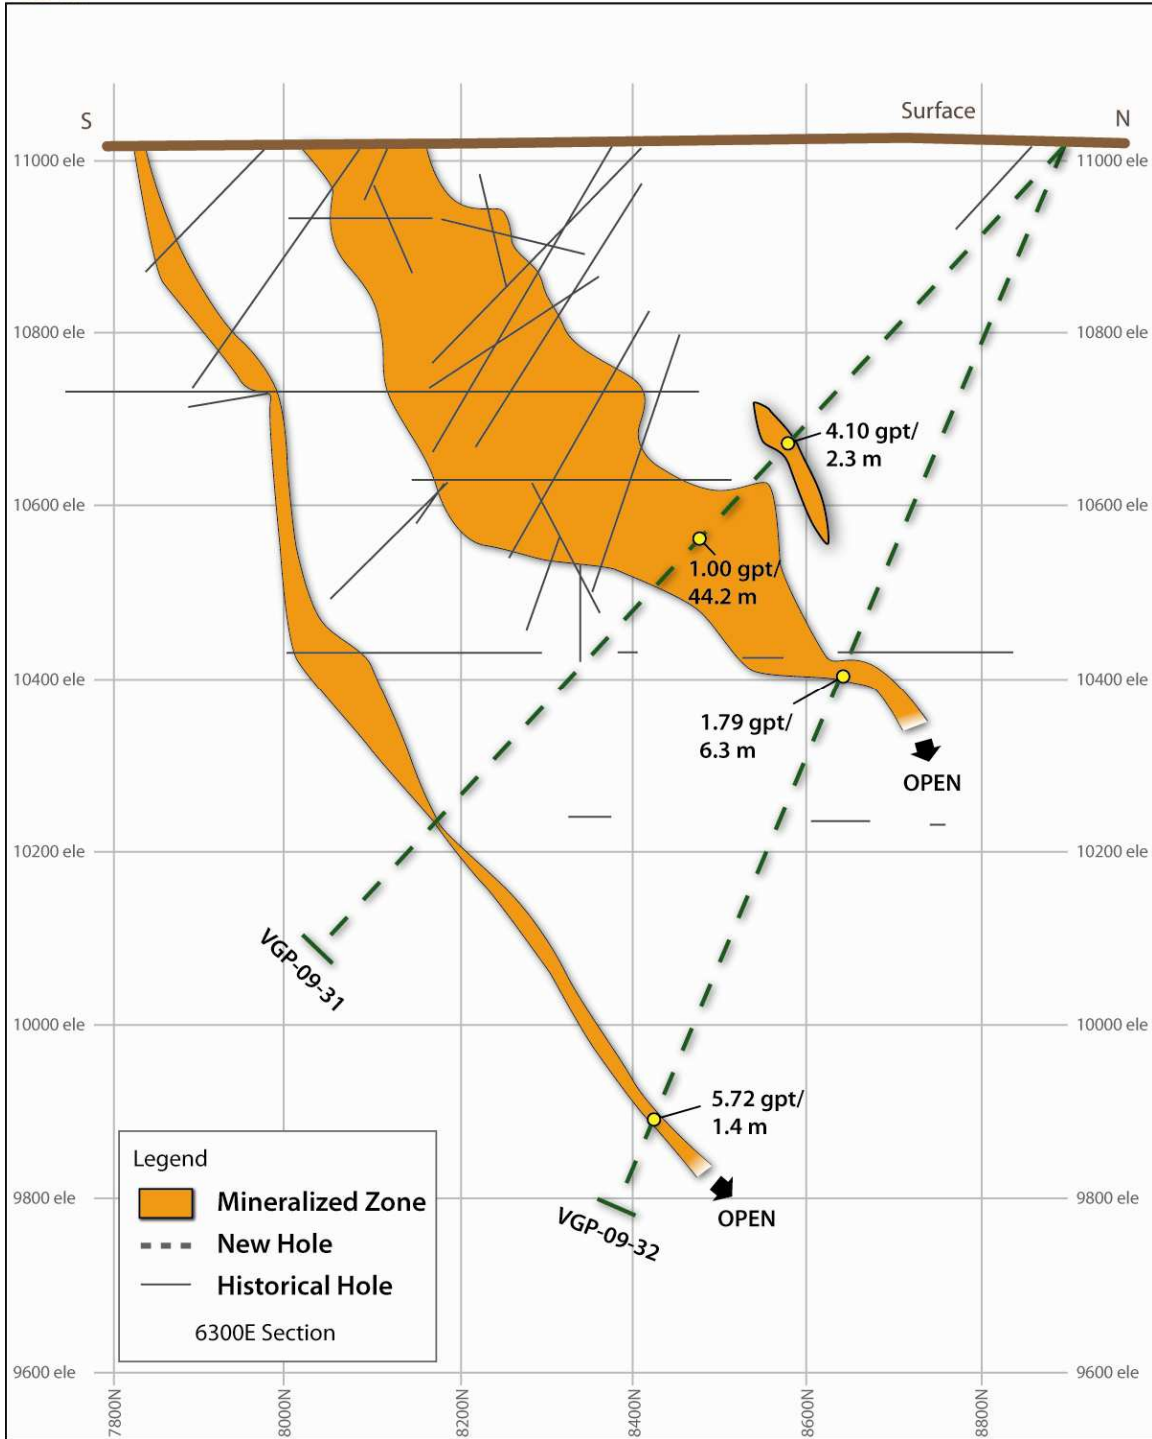 Surface
S
N
11000 ele
11000 ele
10800 ele
10800 ele
4.10 gpt/
2.3 m
10600 ele
10600 ele
1.00 gpt/
44.2 m
10400 ele
10400 ele
1.79 gpt/
6.3 m
OPEN
10200 ele
10200 ele
VGP-09-31
10000 ele
10000 ele
5.72 gpt/
1.4 m
9800 ele
9800 ele
OPEN
VGP-09-32
Legend
Mineralized Zone
New Hole
Historical Hole
6300E Section
9600 ele
9600 ele
7800N
8000N
8200N
8400N
8600N
8800N